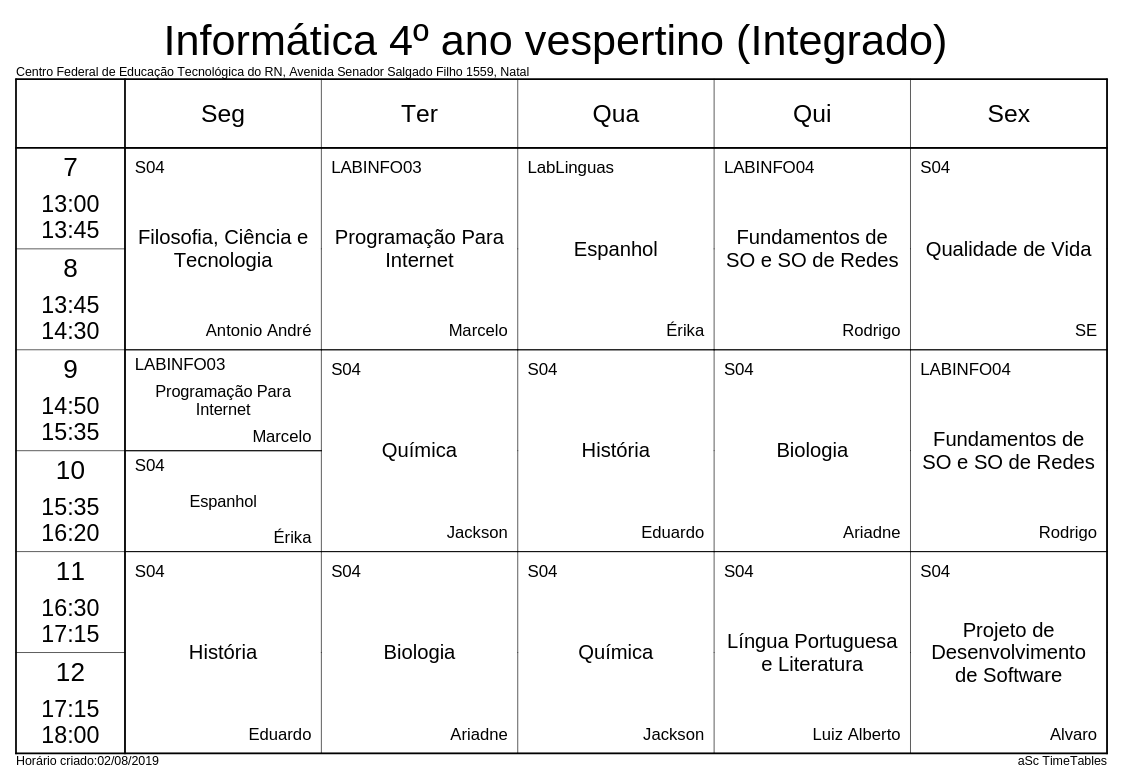 Informática 4º ano vespertino (Integrado)
Centro Federal de Educação Tecnológica do RN, Avenida Senador Salgado Filho 1559, Natal
Seg
Ter
Qua
Qui
Sex
7
13:00
13:45
S04
Filosofia, Ciência e
Tecnologia
Antonio André
LABINFO03
Programação Para
Internet
Marcelo
LabLinguas
Espanhol
Érika
LABINFO04
Fundamentos de
SO e SO de Redes
Rodrigo
S04
Qualidade de Vida
SE
8
13:45
14:30
9
14:50
15:35
LABINFO03
Programação Para
Internet
Marcelo
S04
Química
Jackson
S04
História
Eduardo
S04
Biologia
Ariadne
LABINFO04
Fundamentos de
SO e SO de Redes
Rodrigo
10
15:35
16:20
S04
Espanhol
Érika
11
16:30
17:15
S04
História
Eduardo
S04
Biologia
Ariadne
S04
Química
Jackson
S04
Língua Portuguesa
e Literatura
Luiz Alberto
S04
Projeto de
Desenvolvimento
de Software
Alvaro
12
17:15
18:00
Horário criado:02/08/2019
aSc TimeTables